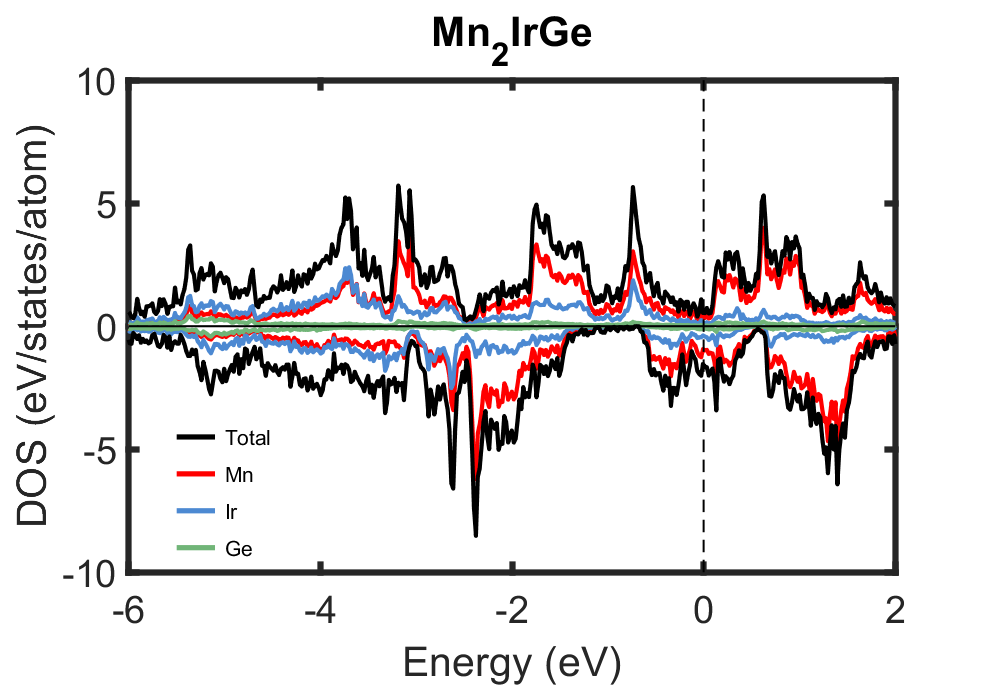 Mn₂IrGe
DOS (eV/states/atom)
10
5
0
-5
-10
Total
Mn
Ir
Ge
-6 -4 -2 0 2
Energy (eV)